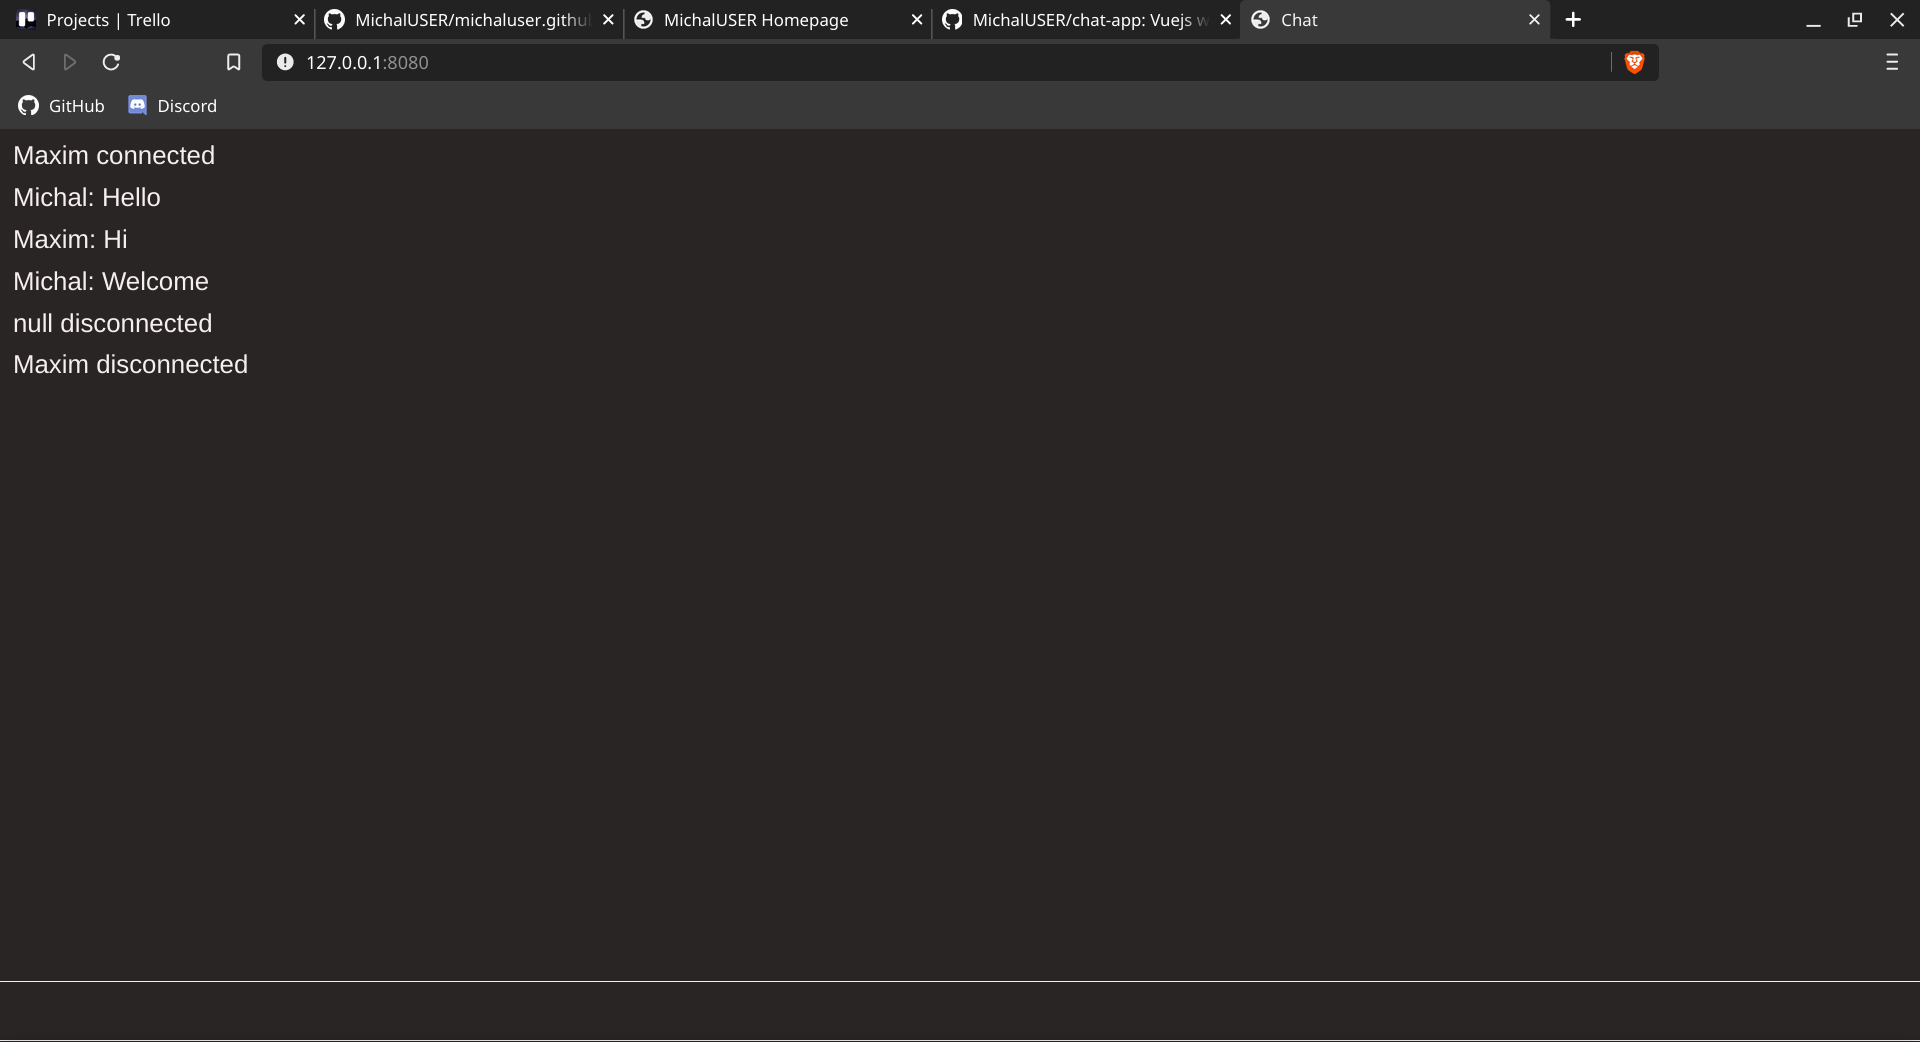 Projects | Trello
MichalUSER/michaluser.githu
MichalUSER Homepage
MichalUSER/chat-app: Vuejs w
Chat
127.0.0.1:8080
GitHub
Discord
Maxim connected
Michal: Hello
Maxim: Hi
Michal: Welcome
null disconnected
Maxim disconnected